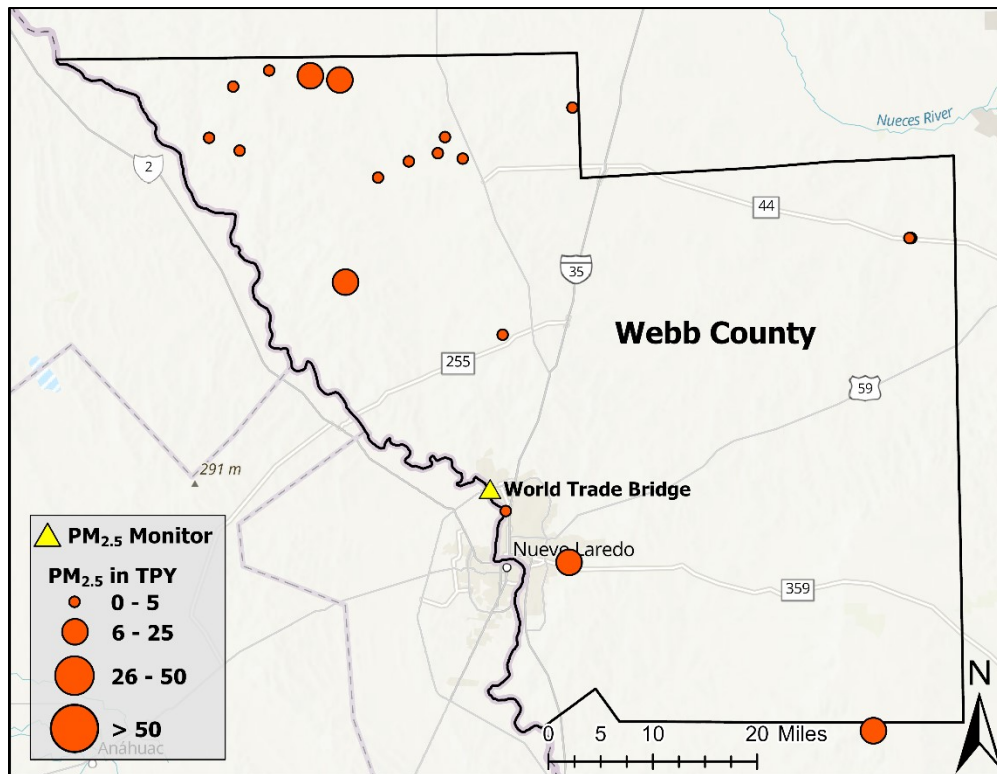 Nueces River
2
44
35
Webb County
255
59
291 m
World Trade Bridge
Nuevo Laredo
359
PM2.5 Monitor
PM2.5 in TPY
0 - 5
6 - 25
26 - 50
> 50
Anáhuac
0 5 10 20 Miles
N